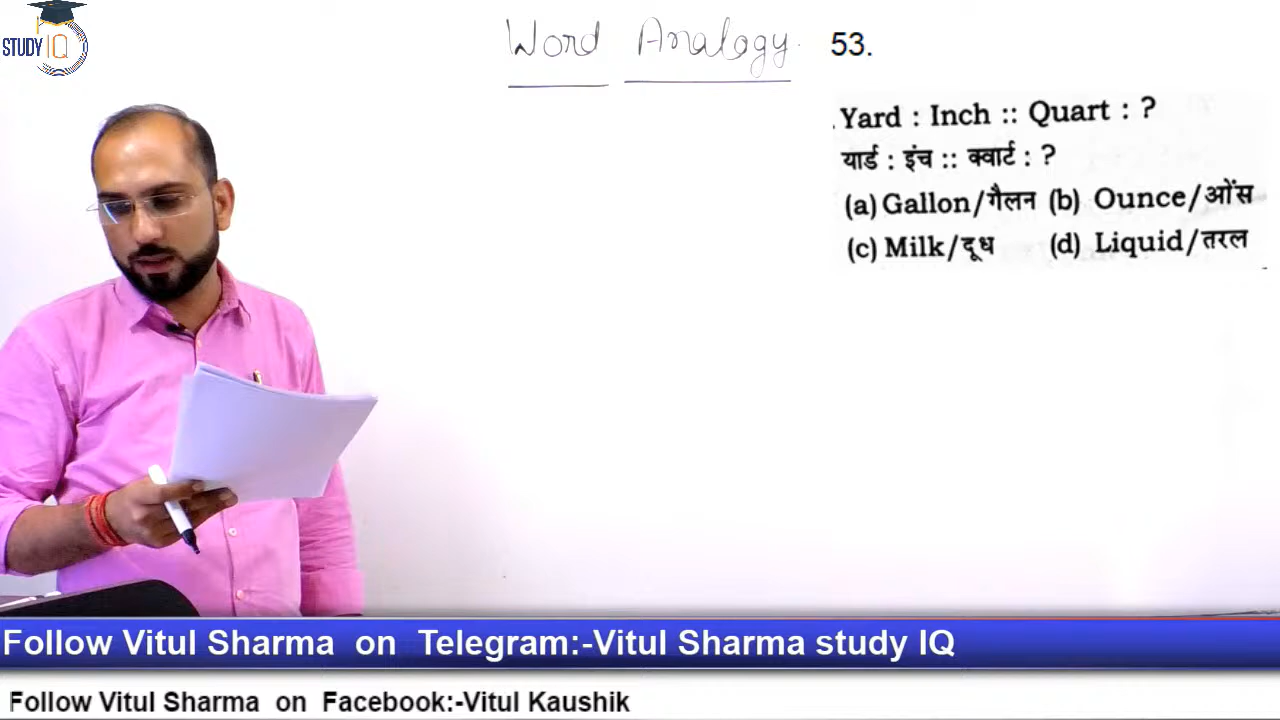 STUDY IQ
Word Analogy. 53.
Yard : Inch :: Quart : ?
यार्ड : इंच :: क्वार्ट : ?
(a) Gallon/गैलन (b) Ounce/ओंस
(c) Milk/दूध (d) Liquid/तरल
Follow Vitul Sharma on Telegram:-Vitul Sharma study IQ
Follow Vitul Sharma on Facebook:-Vitul Kaushik